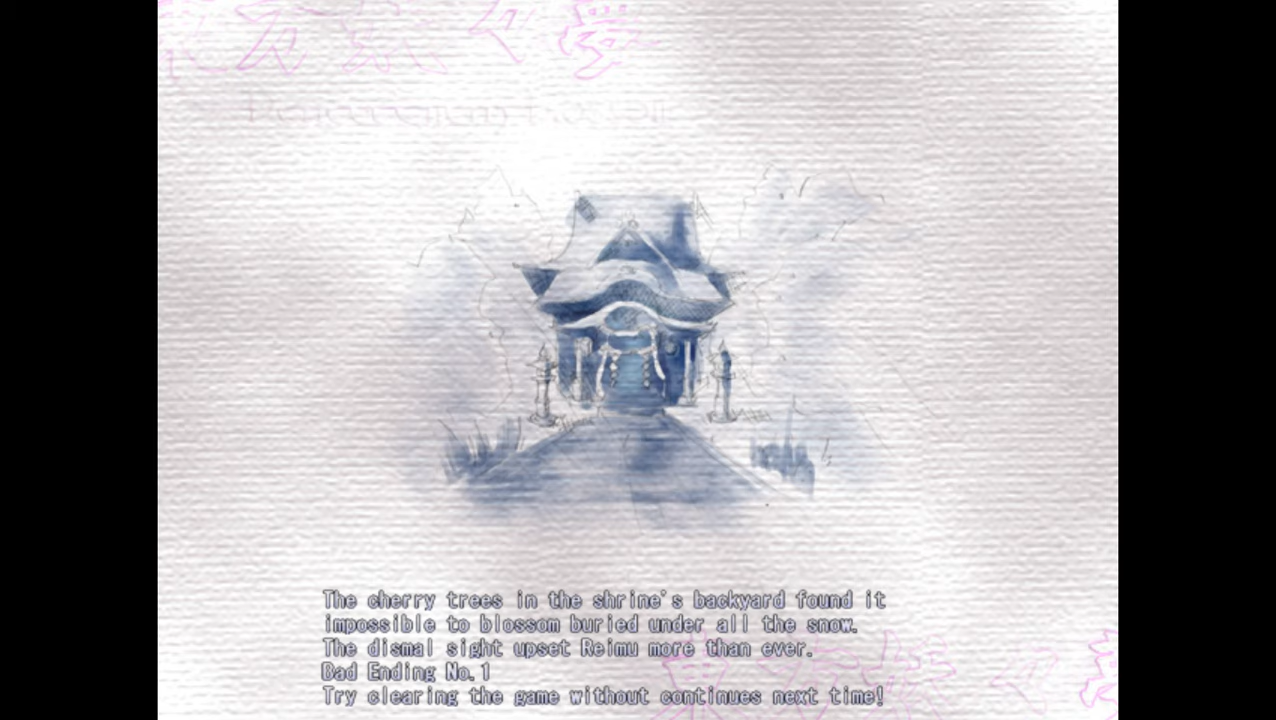 The cherry trees in the shrine's backyard found it
impossible to blossom buried under all the snow.
The dismal sight upset Reimu more than ever.
Bad Ending No.1
Try clearing the game without continues next time!